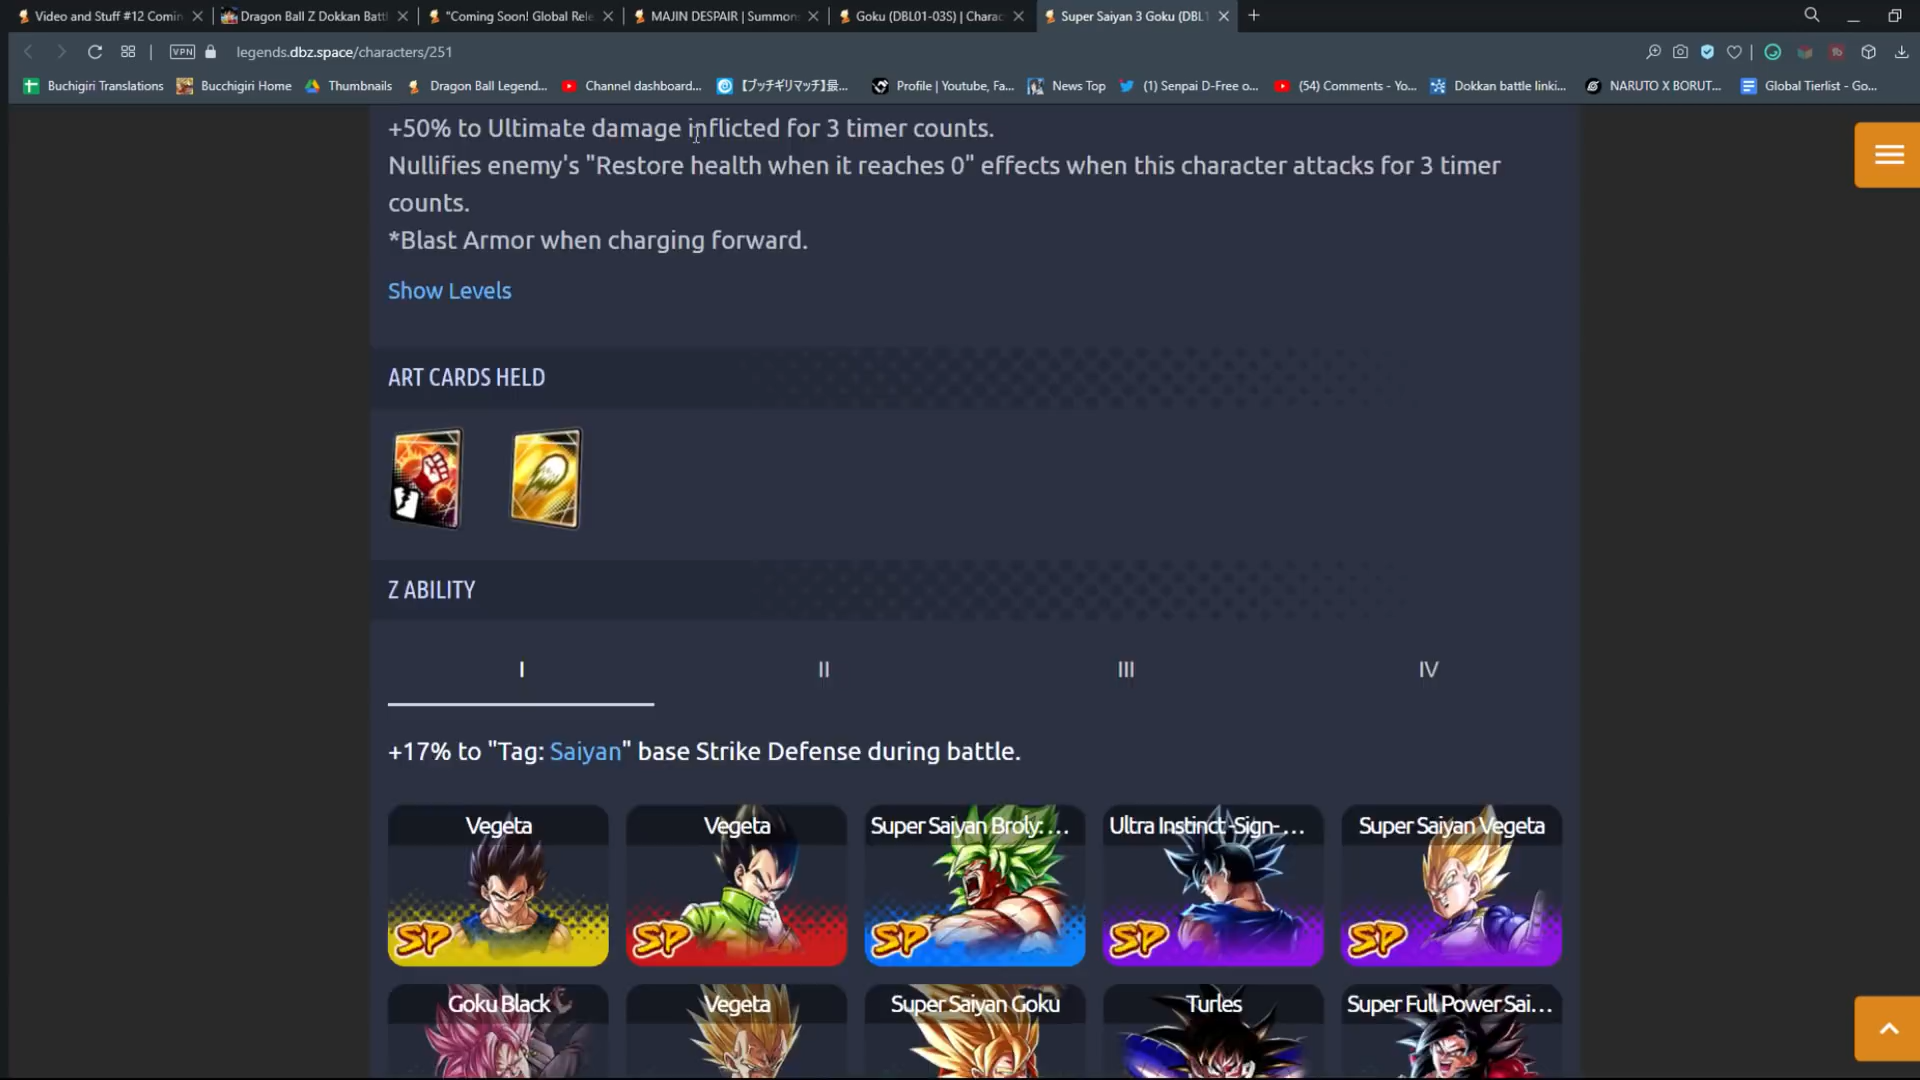 Video and Stuff #12 Comin
Dragon Ball Z Dokkan Batt
"Coming Soon! Global Rele
MAJIN DESPAIR | Summons
Goku (DBL01-03S) | Charac
Super Saiyan 3 Goku (DBL1
VPN
legends.dbz.space/characters/251
Buchigiri Translations
Bucchigiri Home
Thumbnails
Dragon Ball Legend...
Channel dashboard...
【ブッチギリマッチ】最...
Profile | Youtube, Fa...
News Top
(1) Senpai D-Free o...
(54) Comments - Yo...
Dokkan battle linki...
NARUTO X BORUT...
Global Tierlist - Go...
+50% to Ultimate damage inflicted for 3 timer counts.
Nullifies enemy's "Restore health when it reaches 0" effects when this character attacks for 3 timer
counts.
*Blast Armor when charging forward.
Show Levels
ART CARDS HELD
Z ABILITY
I II III IV
+17% to "Tag: Saiyan" base Strike Defense during battle.
Vegeta
Vegeta
Super Saiyan Broly: ...
Ultra Instinct -Sign- ...
Super Saiyan Vegeta
SP
SP
SP
SP
SP
Goku Black
Vegeta
Super Saiyan Goku
Turles
Super Full Power Sai...